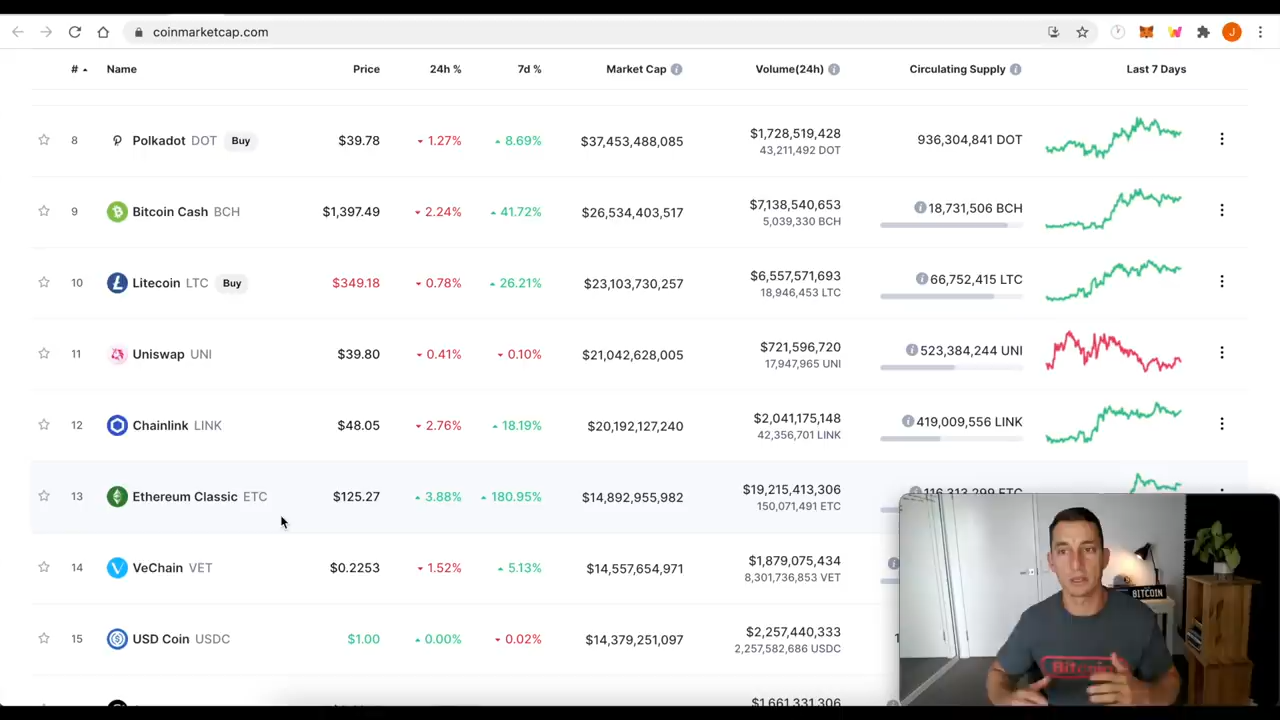 coinmarketcap.com
J
# Name Price 24h % 7d % Market Cap Volume(24h) Circulating Supply Last 7 Days
8 Polkadot DOT Buy $39.78 1.27% 8.69% $37,453,488,085 $1,728,519,428 936,304,841 DOT
43,211,492 DOT
9 Bitcoin Cash BCH $1,397.49 2.24% 41.72% $26,534,403,517 $7,138,540,653 18,731,506 BCH
5,039,330 BCH
10 Litecoin LTC Buy $349.18 0.78% 26.21% $23,103,730,257 $6,557,571,693 66,752,415 LTC
18,946,453 LTC
11 Uniswap UNI $39.80 0.41% 0.10% $21,042,628,005 $721,596,720 523,384,244 UNI
17,947,965 UNI
12 Chainlink LINK $48.05 2.76% 18.19% $20,192,127,240 $2,041,175,148 419,009,556 LINK
42,356,701 LINK
13 Ethereum Classic ETC $125.27 3.88% 180.95% $14,892,955,982 $19,215,413,306 116,313,299 ETC
150,071,491 ETC
14 VeChain VET $0.2253 1.52% 5.13% $14,557,654,971 $1,879,075,434
8,301,736,853 VET
15 USD Coin USDC $1.00 0.00% 0.02% $14,379,251,097 $2,257,440,333
2,257,582,686 USDC
$1,661,331,306
BITCOIN
Bitcoin